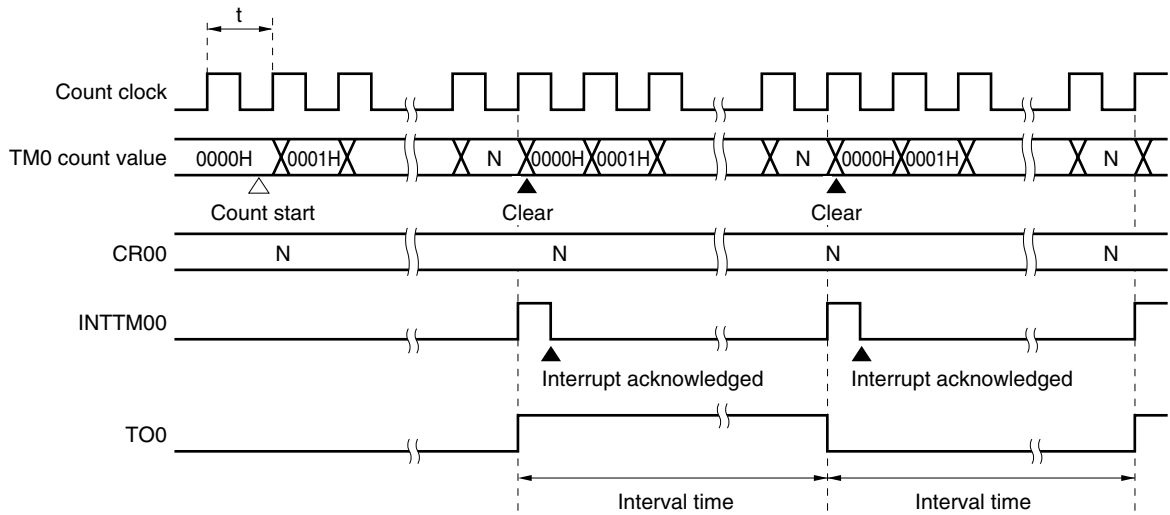 t
Count clock
TM0 count value 0000H 0001H N 0000H 0001H N 0000H 0001H N
Count start Clear Clear
CR00 N N N N
INTTM00
Interrupt acknowledged Interrupt acknowledged
TO0
Interval time Interval time